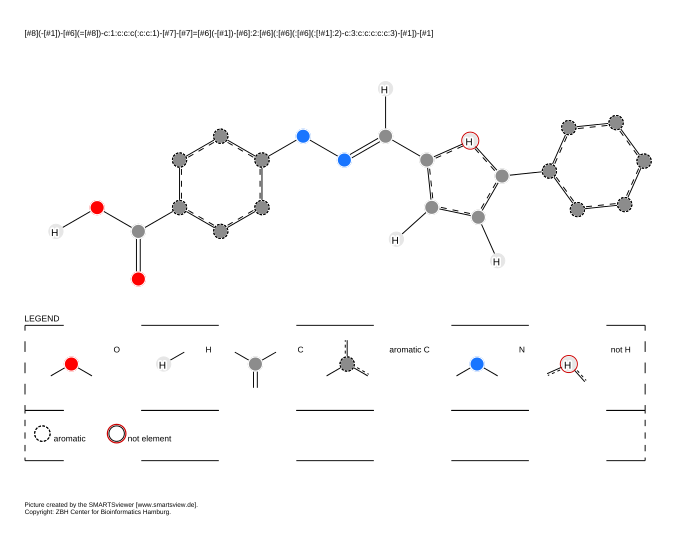 [#8](-[#1])-[#6](=[#8])-c:1:c:c:c(:c:c:1)-[#7]-[#7]=[#6](-[#1])-[#6]:2:[#6](:[#6](:[#6](:[!#1]:2)-c:3:c:c:c:c:c:3)-[#1])-[#1]
H
H
H
H
H
LEGEND
O H C aromatic C N not H
H H
aromatic not element
Picture created by the SMARTSviewer [www.smartsview.de].
Copyright: ZBH Center for Bioinformatics Hamburg.